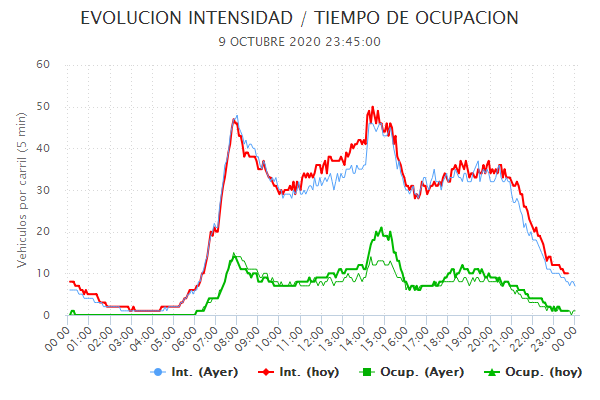 EVOLUCION INTENSIDAD / TIEMPO DE OCUPACION
9 OCTUBRE 2020 23:45:00
Vehiculos por carril (5 min)
60
50
40
30
20
10
0
00:00 01:00 02:00 03:00 04:00 05:00 06:00 07:00 08:00 09:00 10:00 11:00 12:00 13:00 14:00 15:00 16:00 17:00 18:00 19:00 20:00 21:00 22:00 23:00 00:00
Int. (Ayer) Int. (hoy) Ocup. (Ayer) Ocup. (hoy)